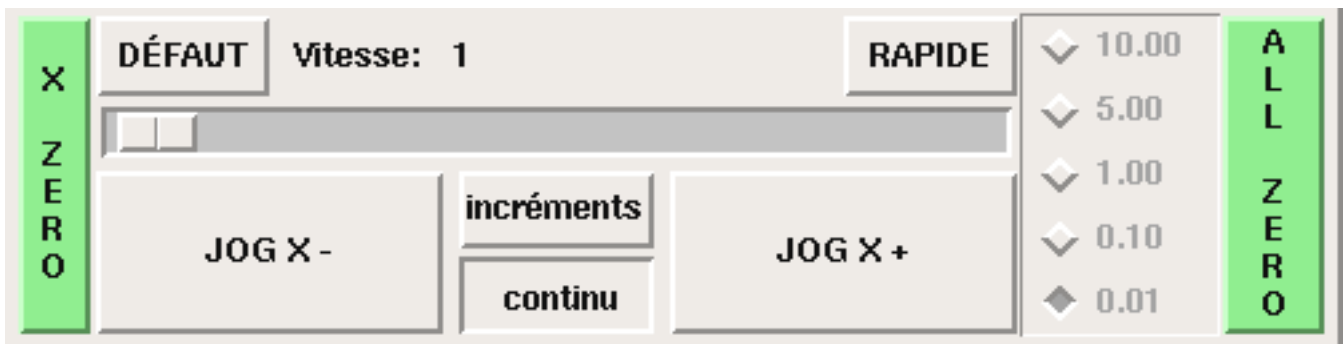 X ZERO
DÉFAUT Vitesse: 1 RAPIDE
JOG X -
incréments
continu
JOG X +
10.00
5.00
1.00
0.10
0.01
ALL ZERO